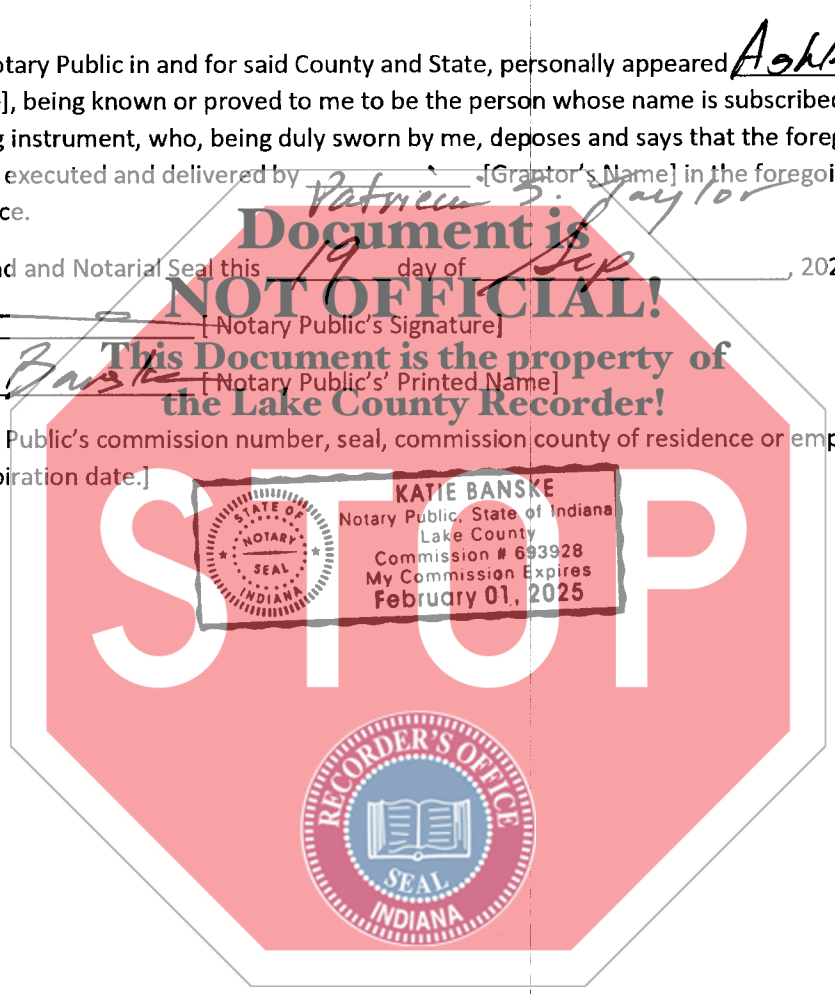 otary Public in and for said County and State, personally appeared Ashl
], being known or proved to me to be the person whose name is subscribed
g instrument, who, being duly sworn by me, deposes and says that the foreg
executed and delivered by [Grantor's Name] in the foregoi
Patricia S. Taylor
ce.
Document is
d and Notarial Seal this 19 day of Sep, 202
NOT OFFICIAL!
[ Notary Public's Signature]
This Document is the property of
Banske [ Notary Public's' Printed Name]
the Lake County Recorder!
Public's commission number, seal, commission county of residence or emp
piration date.]
STOP
STATE OF
NOTARY
SEAL
INDIANA
KATIE BANSKE
Notary Public, State of Indiana
Lake County
Commission # 693928
My Commission Expires
February 01, 2025
RECORDER'S OFFICE
SEAL
INDIANA